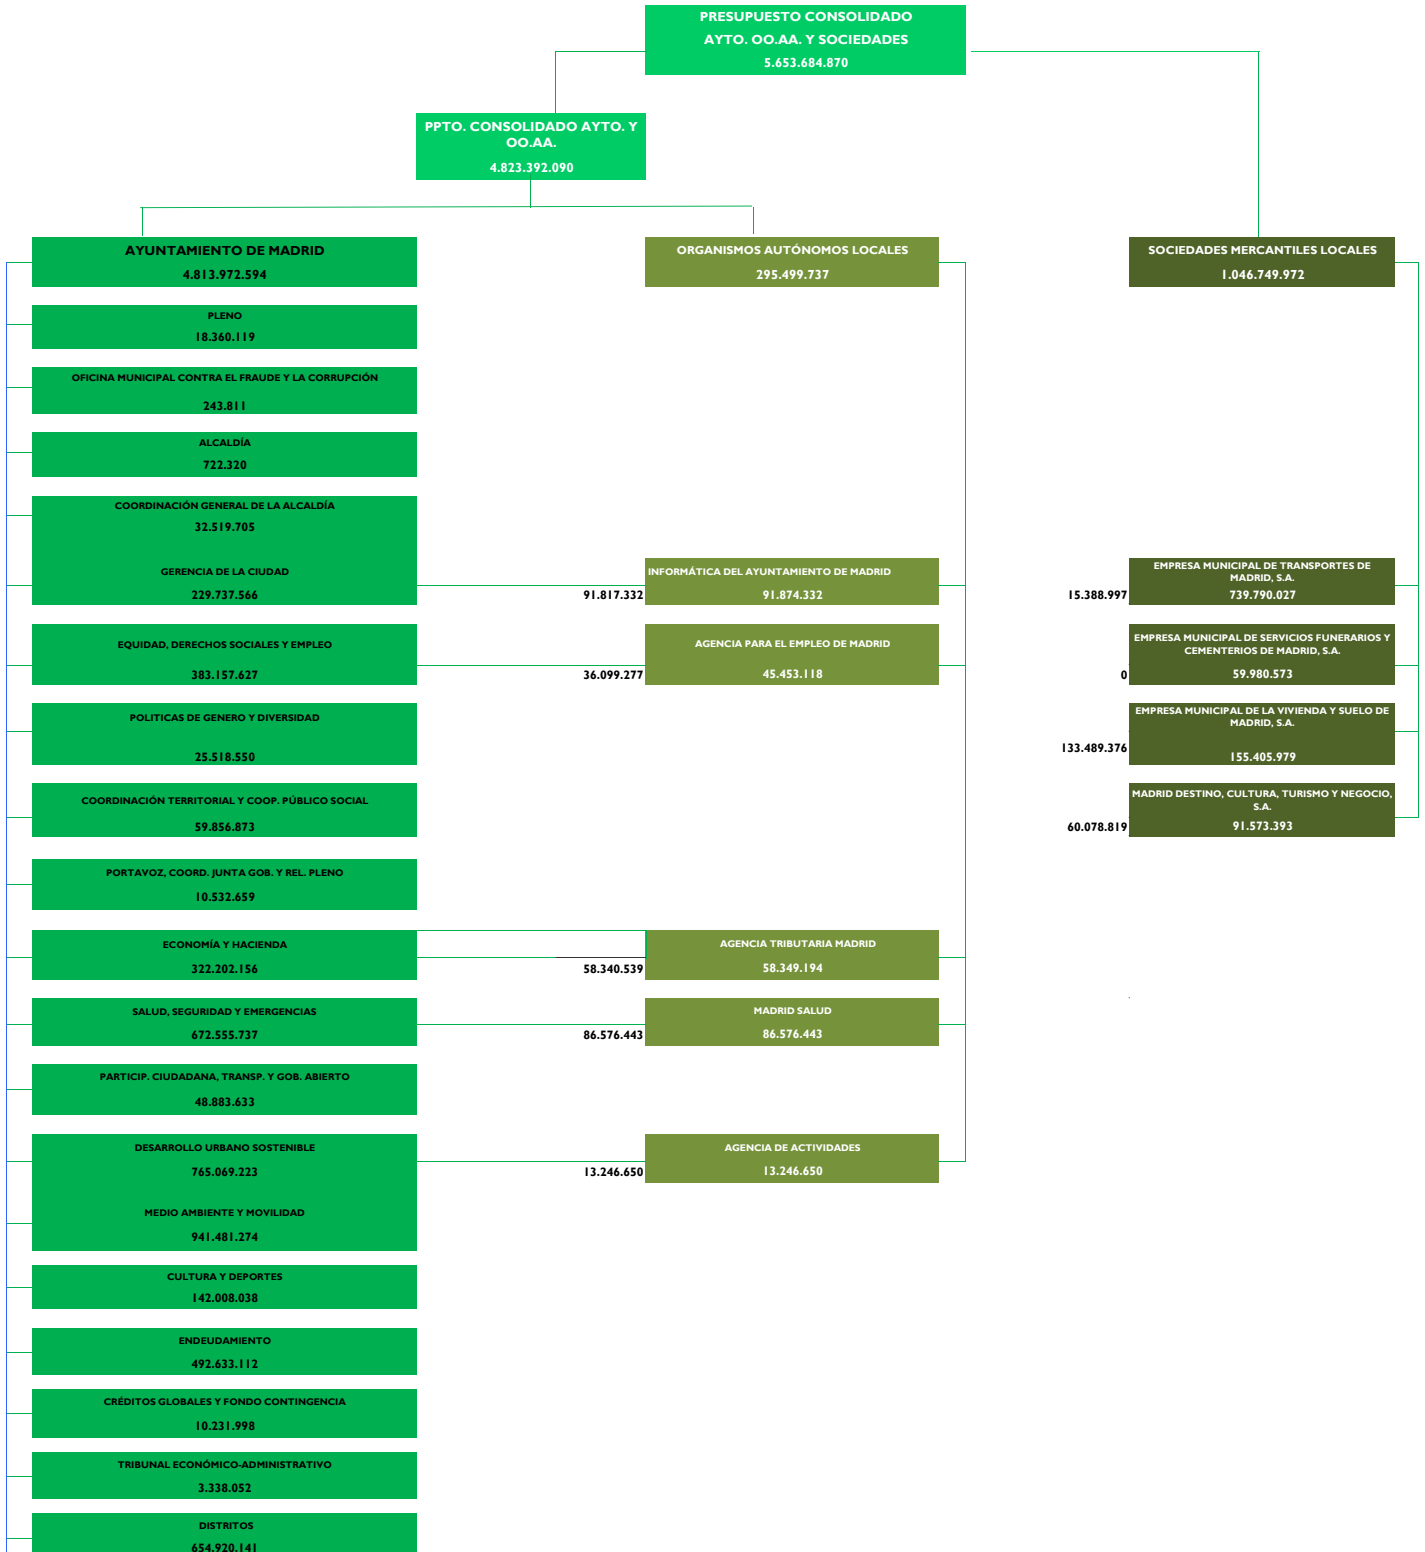 PRESUPUESTO CONSOLIDADO
AYTO. OO.AA. Y SOCIEDADES
5.653.684.870
PPTO. CONSOLIDADO AYTO. Y
OO.AA.
4.823.392.090
AYUNTAMIENTO DE MADRID
4.813.972.594
ORGANISMOS AUTÓNOMOS LOCALES
295.499.737
SOCIEDADES MERCANTILES LOCALES
1.046.749.972
PLENO
18.360.119
OFICINA MUNICIPAL CONTRA EL FRAUDE Y LA CORRUPCIÓN
243.811
ALCALDÍA
722.320
COORDINACIÓN GENERAL DE LA ALCALDÍA
32.519.705
GERENCIA DE LA CIUDAD
229.737.566
91.817.332
INFORMÁTICA DEL AYUNTAMIENTO DE MADRID
91.874.332
15.388.997
EMPRESA MUNICIPAL DE TRANSPORTES DE
MADRID, S.A.
739.790.027
EQUIDAD, DERECHOS SOCIALES Y EMPLEO
383.157.627
36.099.277
AGENCIA PARA EL EMPLEO DE MADRID
45.453.118
0
EMPRESA MUNICIPAL DE SERVICIOS FUNERARIOS Y
CEMENTERIOS DE MADRID, S.A.
59.980.573
POLITICAS DE GENERO Y DIVERSIDAD
25.518.550
133.489.376
EMPRESA MUNICIPAL DE LA VIVIENDA Y SUELO DE
MADRID, S.A.
155.405.979
COORDINACIÓN TERRITORIAL Y COOP. PÚBLICO SOCIAL
59.856.873
60.078.819
MADRID DESTINO, CULTURA, TURISMO Y NEGOCIO,
S.A.
91.573.393
PORTAVOZ, COORD. JUNTA GOB. Y REL. PLENO
10.532.659
ECONOMÍA Y HACIENDA
322.202.156
58.340.539
AGENCIA TRIBUTARIA MADRID
58.349.194
SALUD, SEGURIDAD Y EMERGENCIAS
672.555.737
86.576.443
MADRID SALUD
86.576.443
PARTICIP. CIUDADANA, TRANSP. Y GOB. ABIERTO
48.883.633
DESARROLLO URBANO SOSTENIBLE
765.069.223
13.246.650
AGENCIA DE ACTIVIDADES
13.246.650
MEDIO AMBIENTE Y MOVILIDAD
941.481.274
CULTURA Y DEPORTES
142.008.038
ENDEUDAMIENTO
492.633.112
CRÉDITOS GLOBALES Y FONDO CONTINGENCIA
10.231.998
TRIBUNAL ECONÓMICO-ADMINISTRATIVO
3.338.052
DISTRITOS
654.920.141